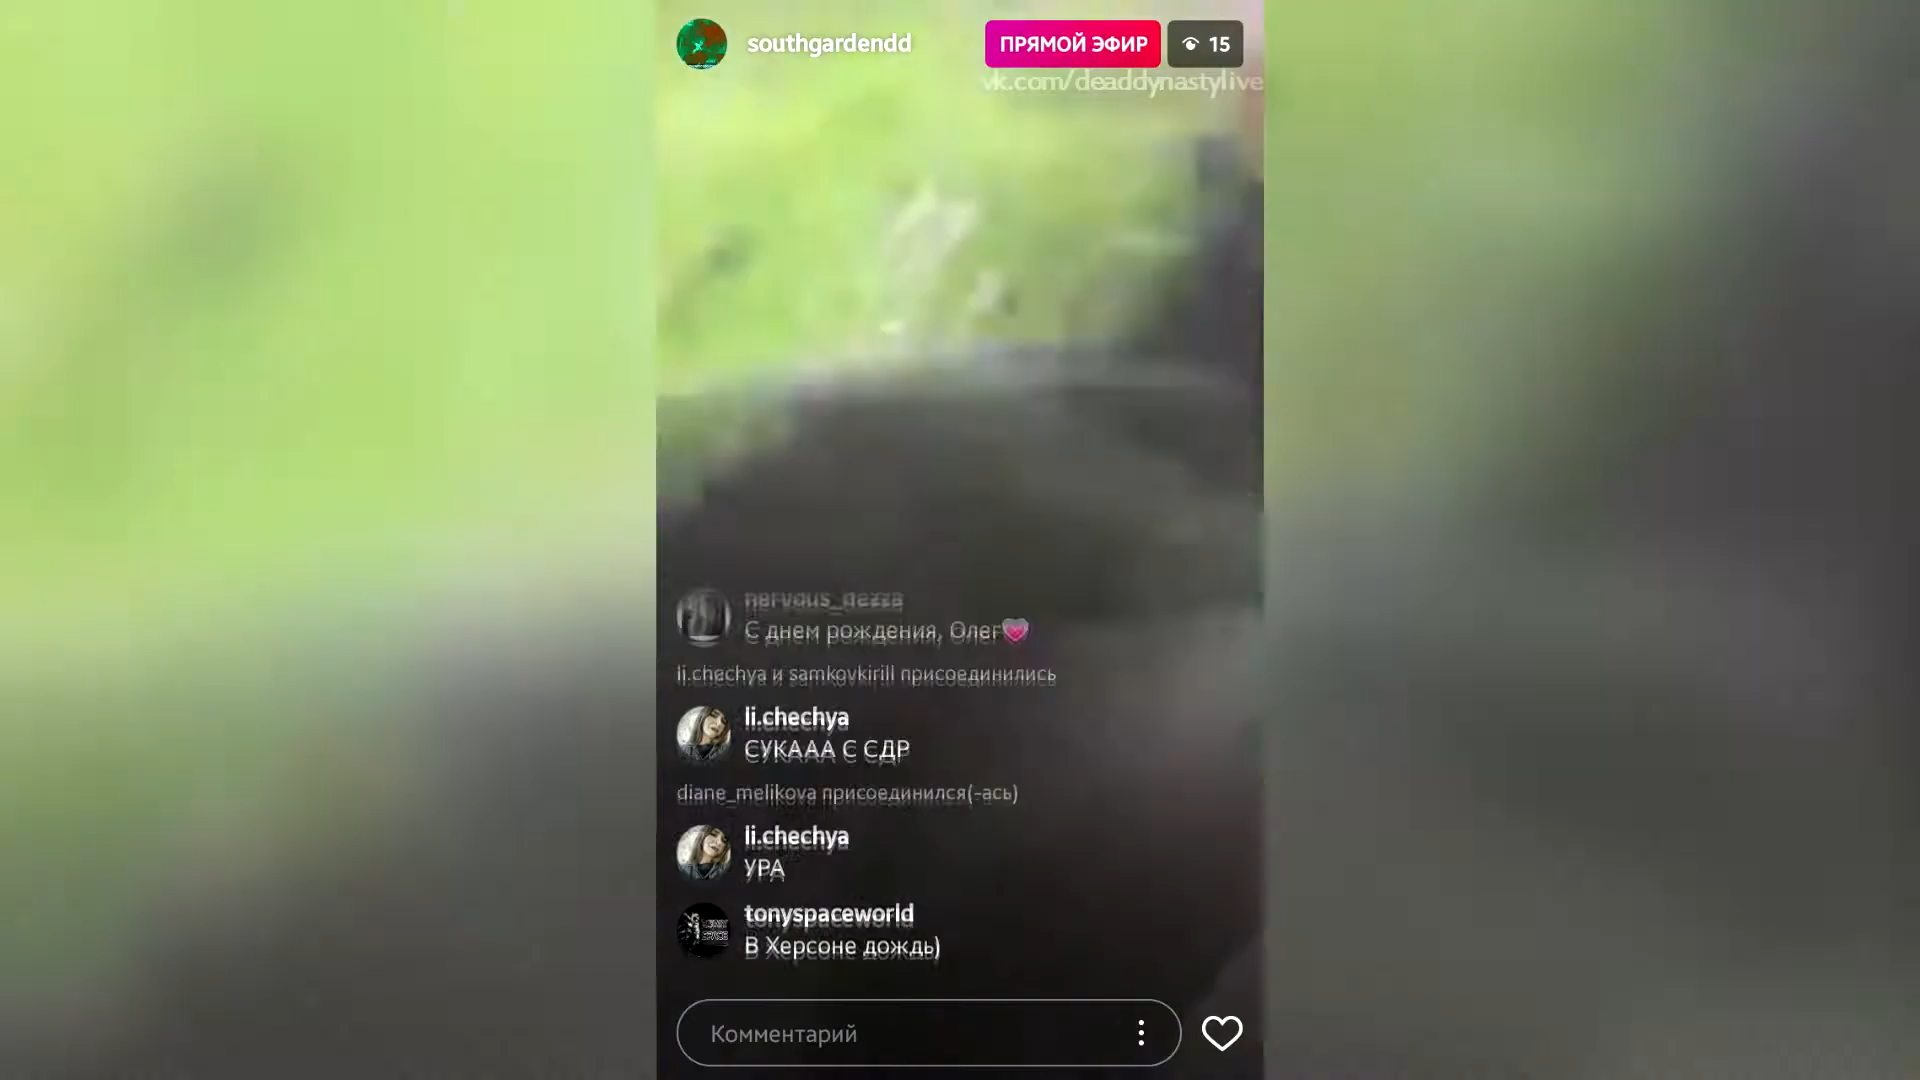 southgardendd
ПРЯМОЙ ЭФИР
15
vk.com/deaddynastylive
nervous_dezza
С днем рождения, Олег💗
li.chechya и samkovkirill присоединились
li.chechya
СУКААА С СДР
diane_melikova присоединился(-ась)
li.chechya
УРА
tonyspaceworld
В Херсоне дождь)
Комментарий